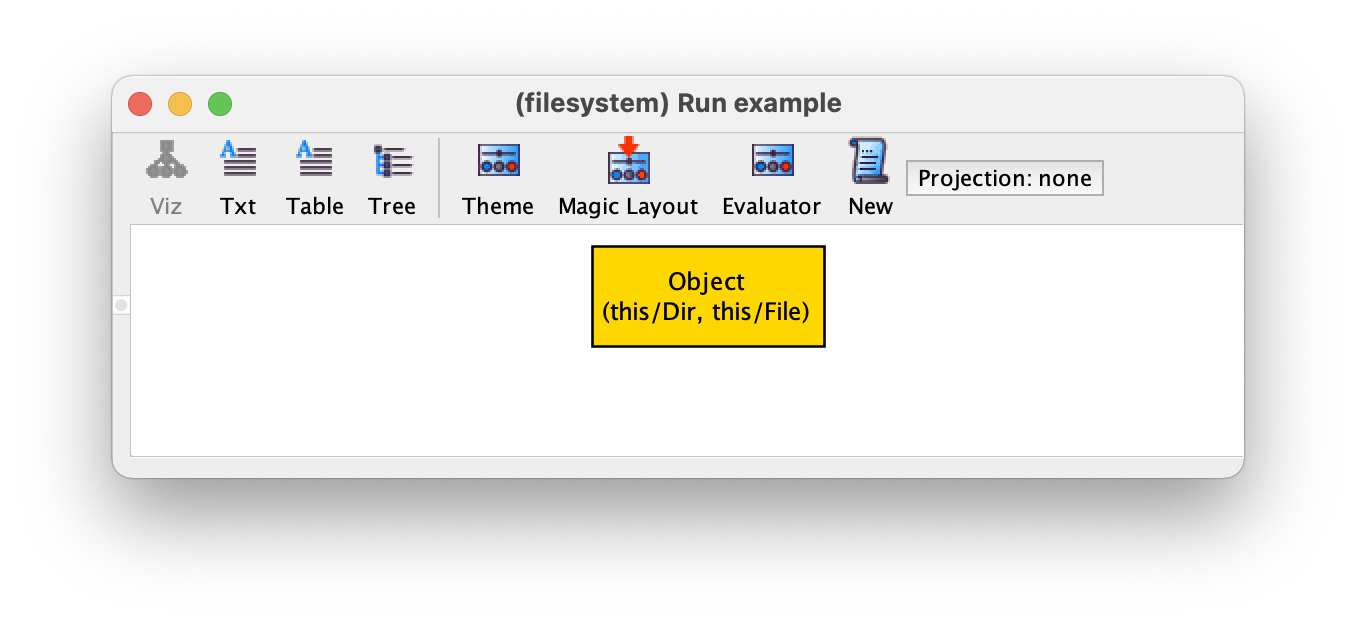 (filesystem) Run example
Viz Txt Table Tree Theme Magic Layout Evaluator New Projection: none
Object
(this/Dir, this/File)